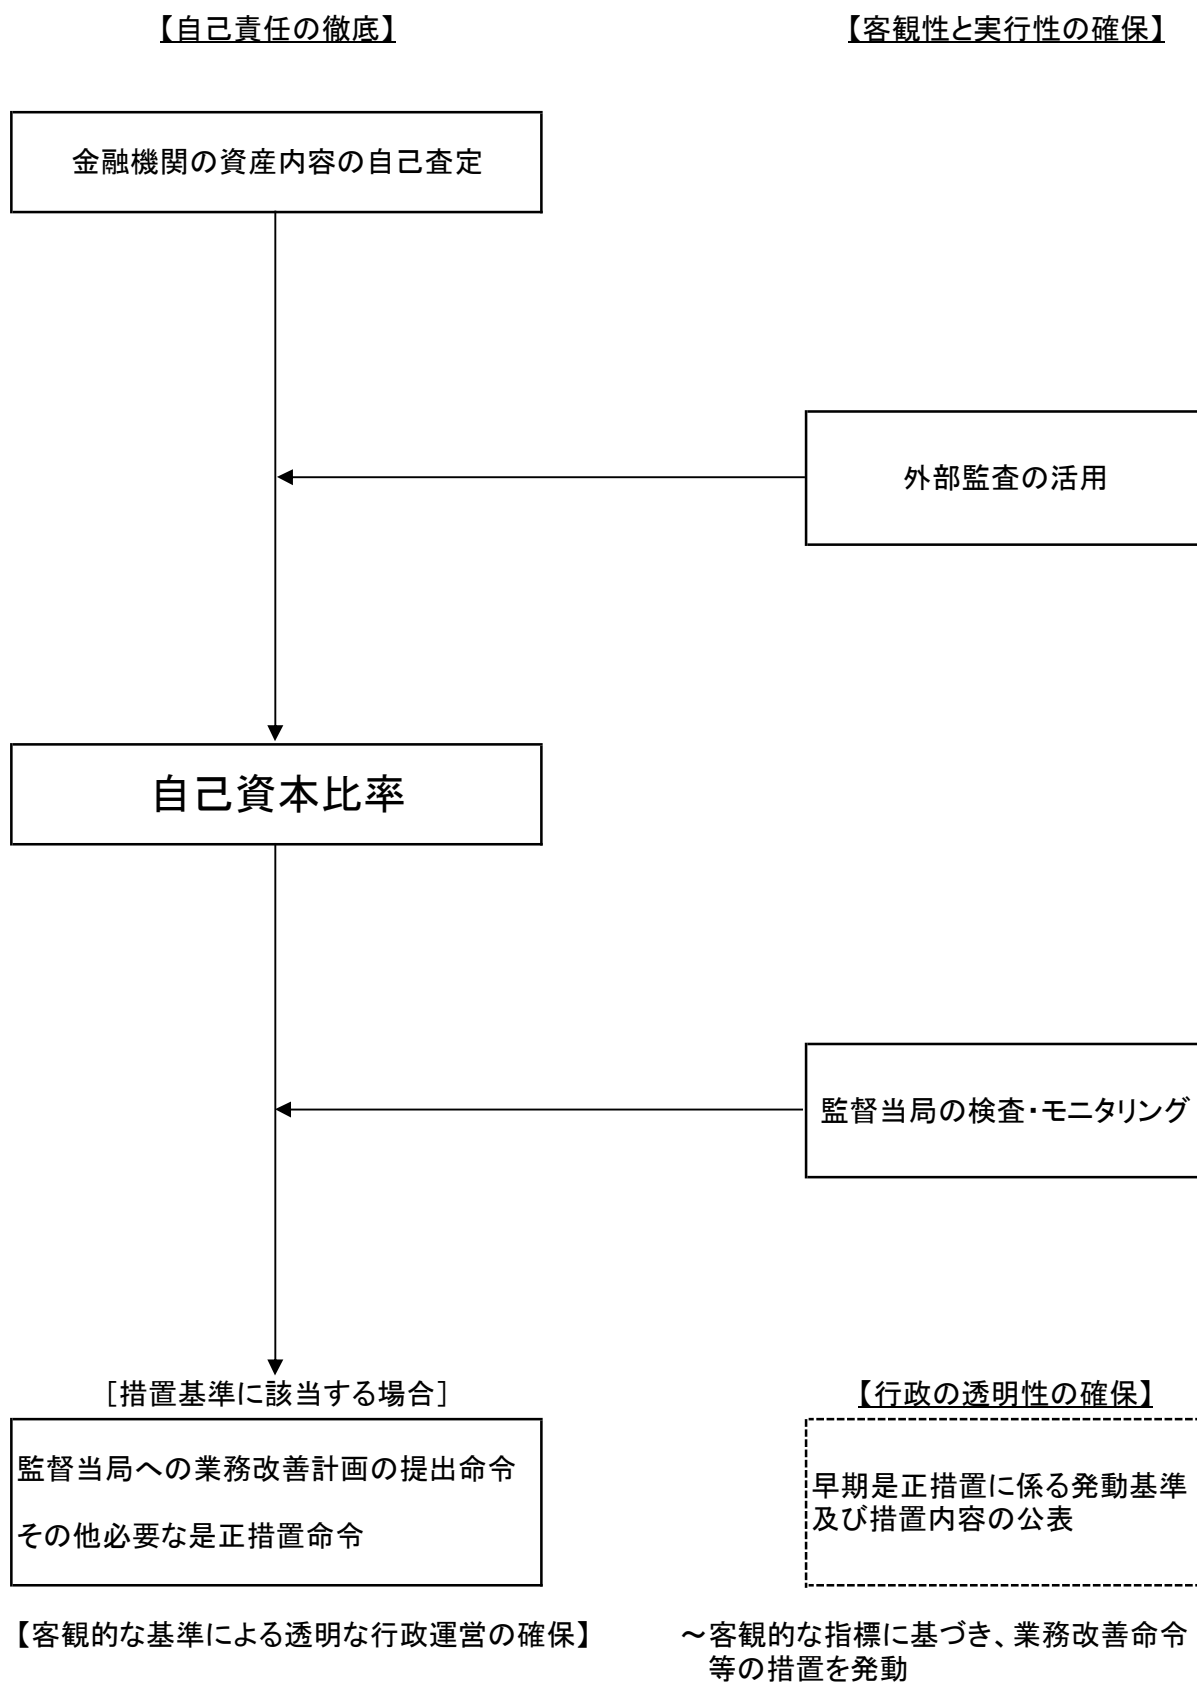 【自己責任の徹底】
【客観性と実行性の確保】
金融機関の資産内容の自己査定
外部監査の活用
自己資本比率
監督当局の検査・モニタリング
［措置基準に該当する場合］
【行政の透明性の確保】
監督当局への業務改善計画の提出命令
その他必要な是正措置命令
早期是正措置に係る発動基準
及び措置内容の公表
【客観的な基準による透明な行政運営の確保】
～客観的な指標に基づき、業務改善命令
等の措置を発動